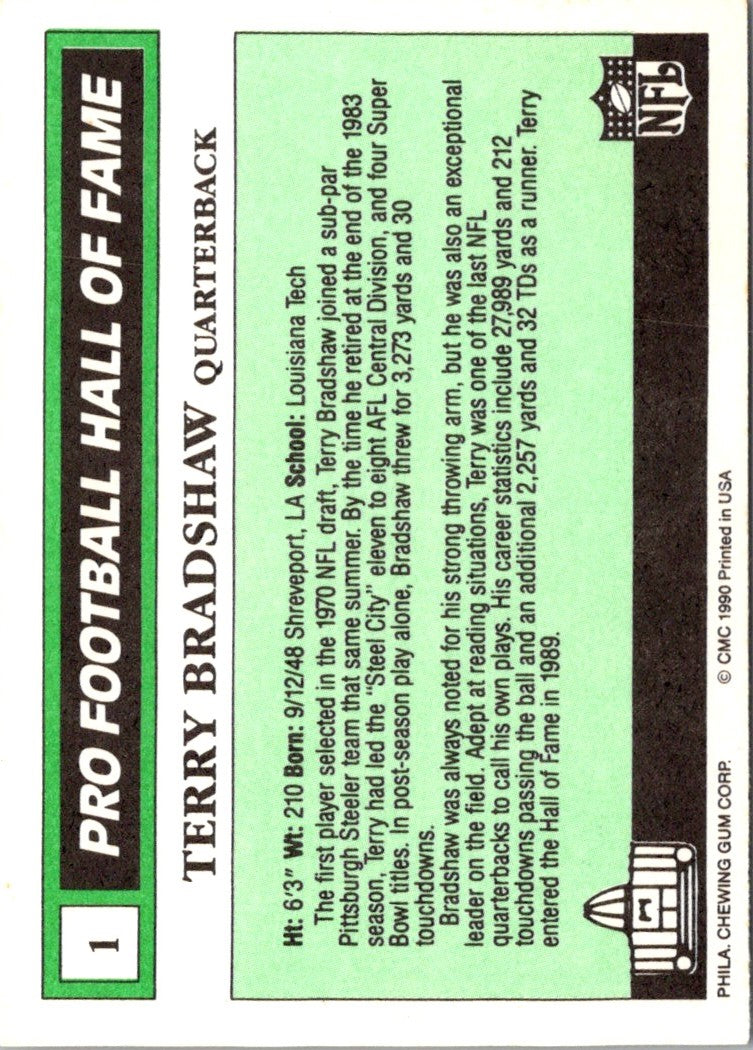 1
PRO FOOTBALL HALL OF FAME
TERRY BRADSHAW QUARTERBACK
Ht: 6'3" Wt: 210 Born: 9/12/48 Shreveport, LA School: Louisiana Tech
The first player selected in the 1970 NFL draft, Terry Bradshaw joined a sub-par
Pittsburgh Steeler team that same summer. By the time he retired at the end of the 1983
season, Terry had led the "Steel City" eleven to eight AFL Central Division, and four Super
Bowl titles. In post-season play alone, Bradshaw threw for 3,273 yards and 30
touchdowns.
Bradshaw was always noted for his strong throwing arm, but he was also an exceptional
leader on the field. Adept at reading situations, Terry was one of the last NFL
quarterbacks to call his own plays. His career statistics include 27,989 yards and 212
touchdowns passing the ball and an additional 2,257 yards and 32 TDs as a runner. Terry
entered the Hall of Fame in 1989.
NFL
PHILA. CHEWING GUM CORP. © CMC 1990 Printed in USA